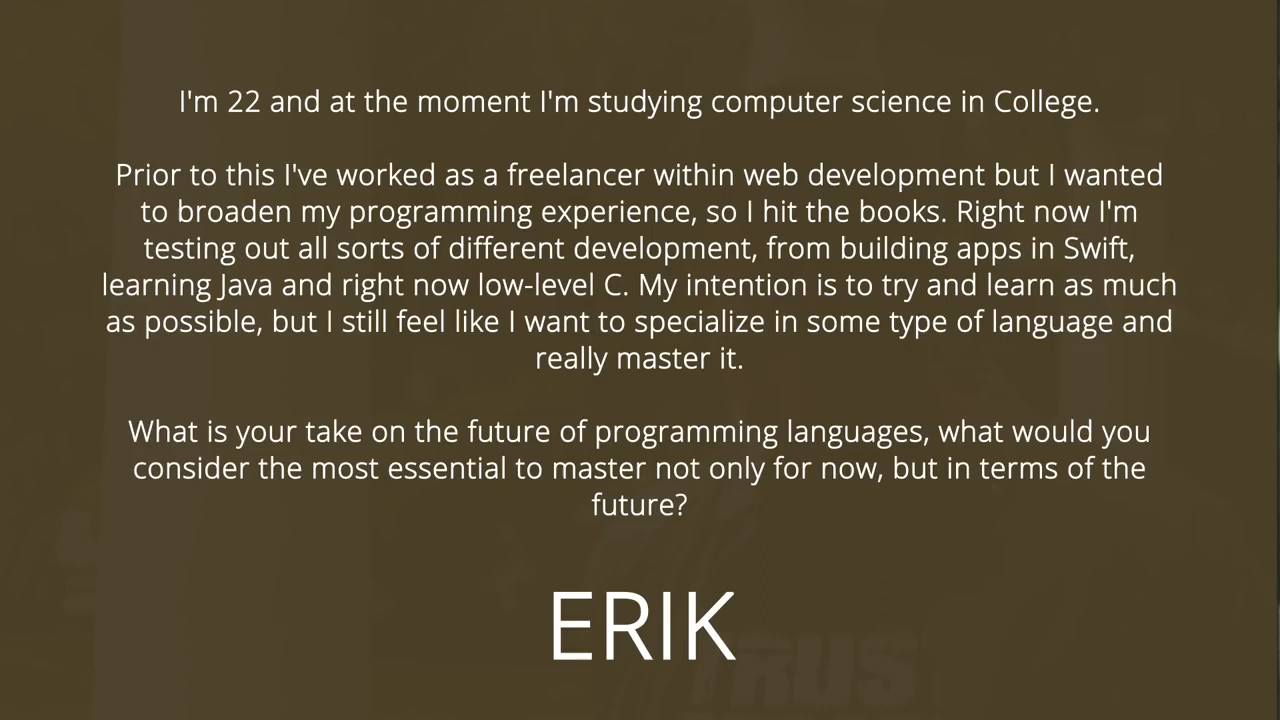 I'm 22 and at the moment I'm studying computer science in College.
Prior to this I've worked as a freelancer within web development but I wanted
to broaden my programming experience, so I hit the books. Right now I'm
testing out all sorts of different development, from building apps in Swift,
learning Java and right now low-level C. My intention is to try and learn as much
as possible, but I still feel like I want to specialize in some type of language and
really master it.
What is your take on the future of programming languages, what would you
consider the most essential to master not only for now, but in terms of the
future?
ERIK